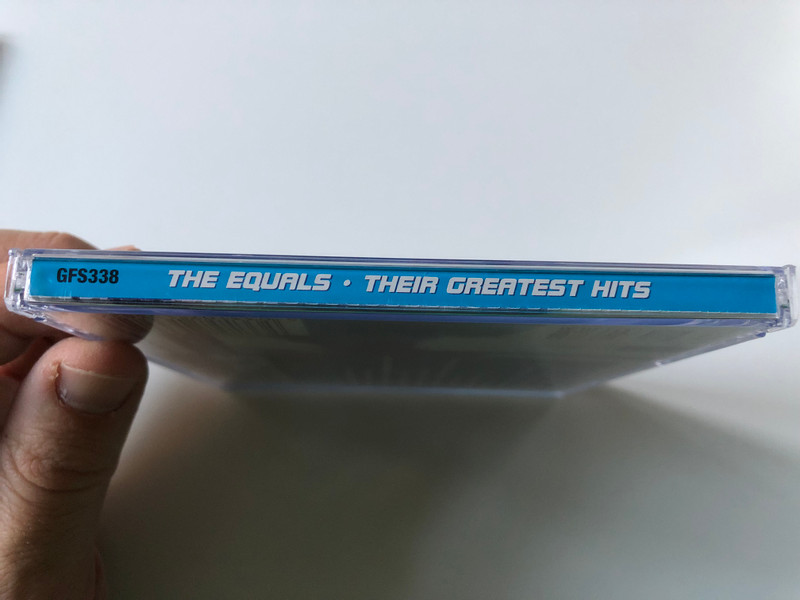 GFS338 THE EQUALS • THEIR GREATEST HITS